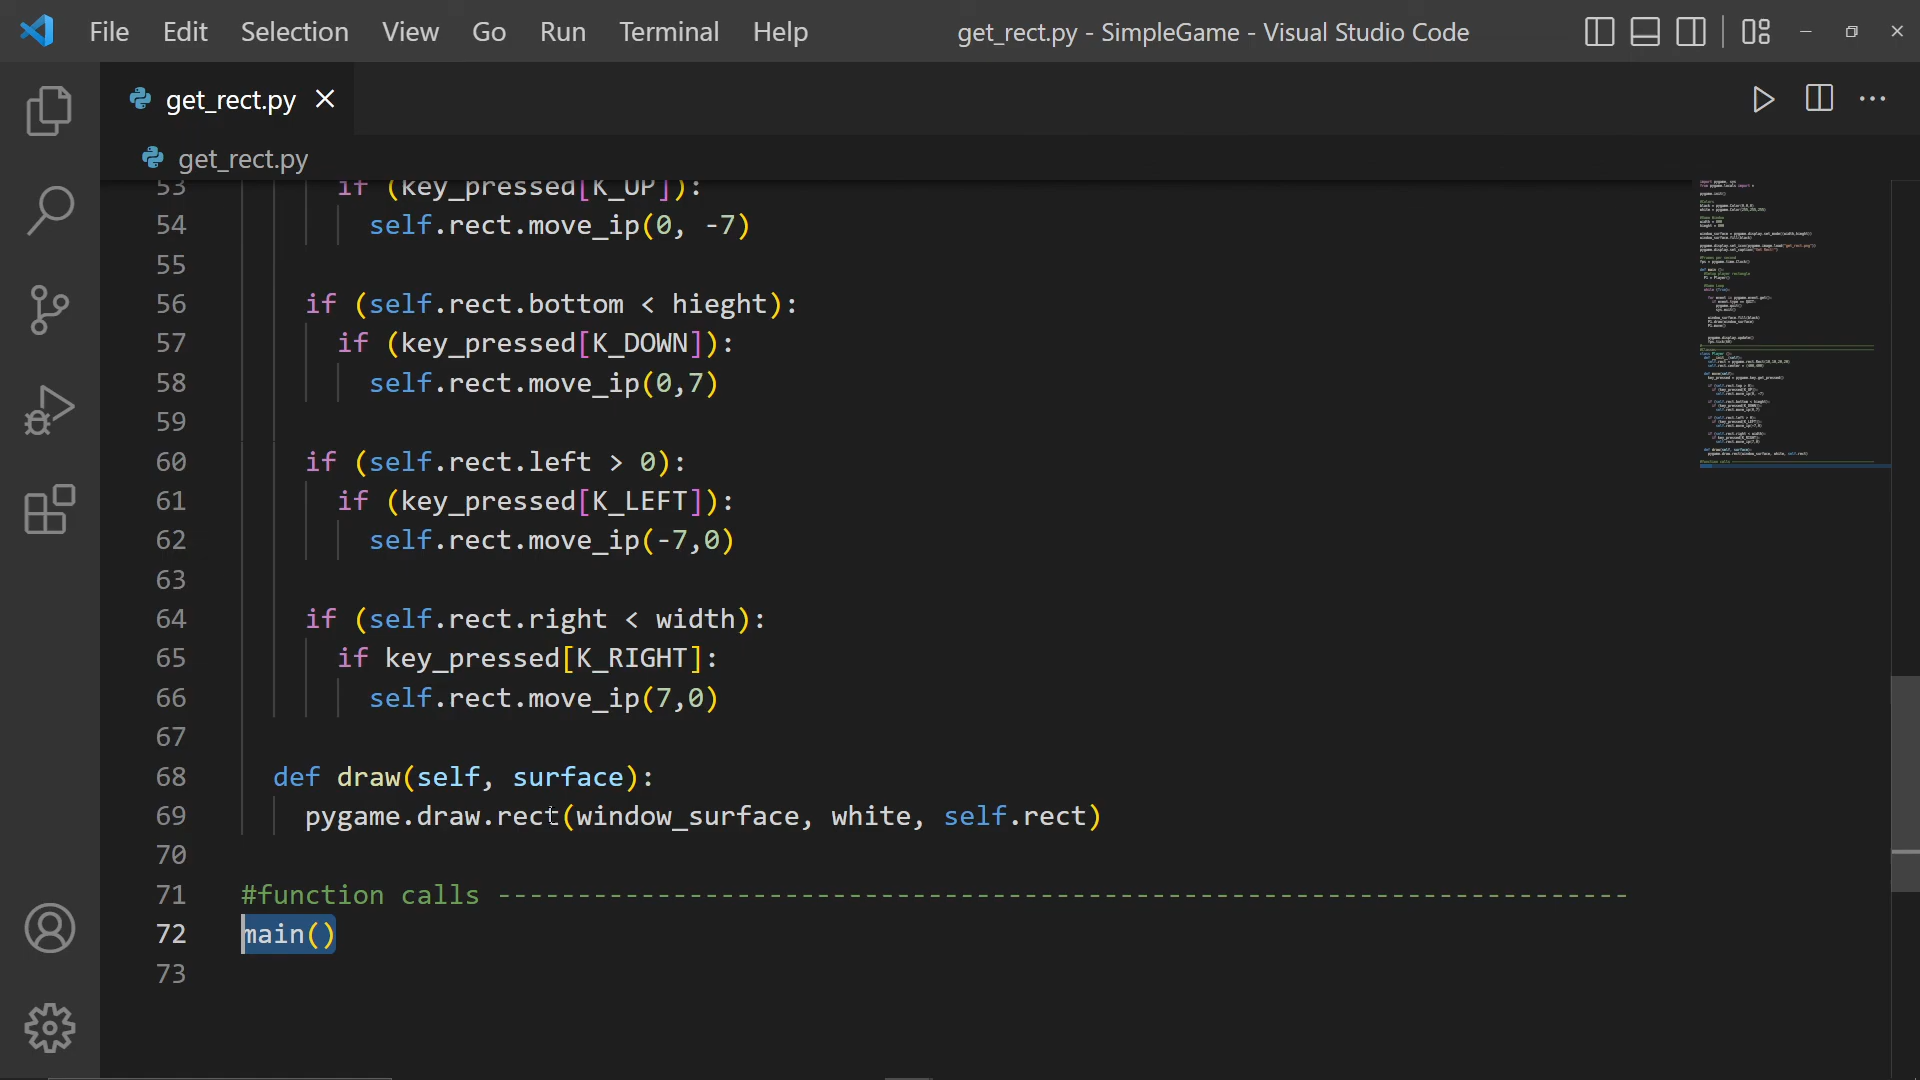 File Edit Selection View Go Run Terminal Help get_rect.py - SimpleGame - Visual Studio Code
get_rect.py
get_rect.py
53 if (key_pressed[K_UP]):
54 self.rect.move_ip(0, -7)
55
56 if (self.rect.bottom < hieght):
57 if (key_pressed[K_DOWN]):
58 self.rect.move_ip(0,7)
59
60 if (self.rect.left > 0):
61 if (key_pressed[K_LEFT]):
62 self.rect.move_ip(-7,0)
63
64 if (self.rect.right < width):
65 if key_pressed[K_RIGHT]:
66 self.rect.move_ip(7,0)
67
68 def draw(self, surface):
69 pygame.draw.rect(window_surface, white, self.rect)
70
71 #function calls -----------------------------------------------------------------------
72 main()
73